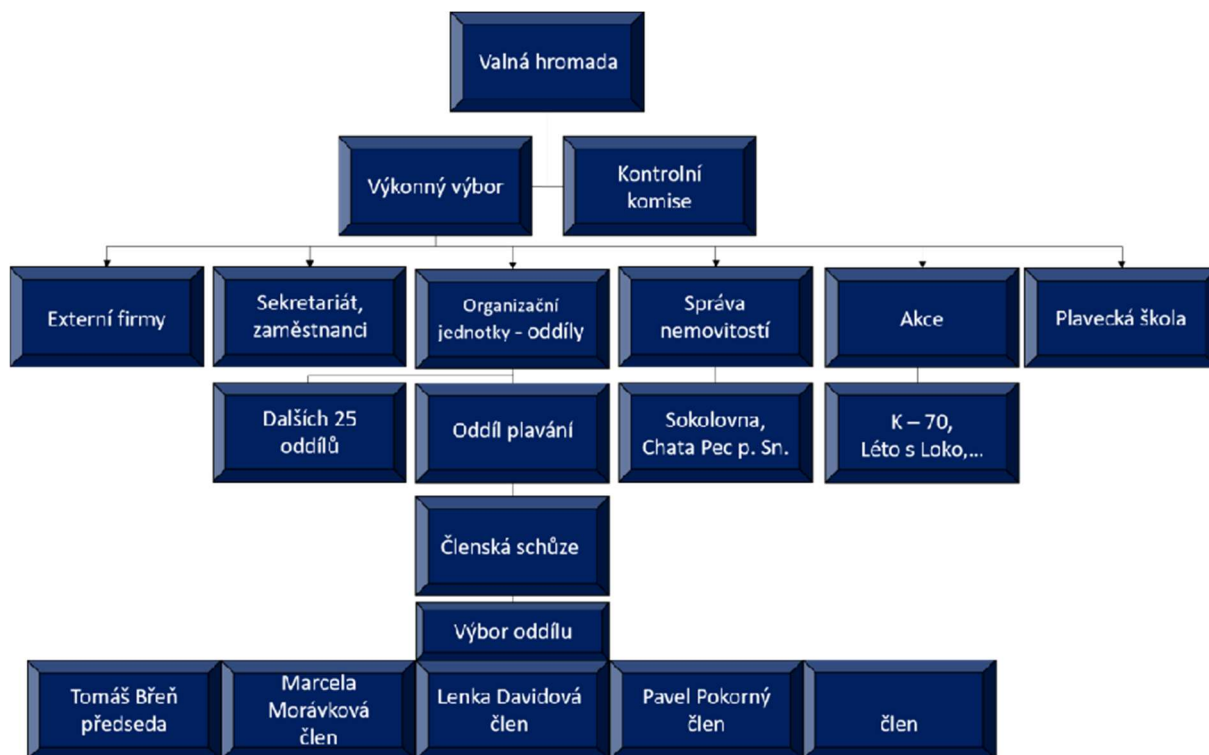 Valná hromada
Výkonný výbor
Kontrolní
komise
Externí firmy
Sekretariát,
zaměstnanci
Organizační
jednotky - oddíly
Správa
nemovitostí
Akce
Plavecká škola
Dalších 25
oddílů
Oddíl plavání
Sokolovna,
Chata Pec p. Sn.
K – 70,
Léto s Loko,...
Členská schůze
Výbor oddílu
Tomáš Břeň
předseda
Marcela
Morávková
člen
Lenka Davidová
člen
Pavel Pokorný
člen
člen